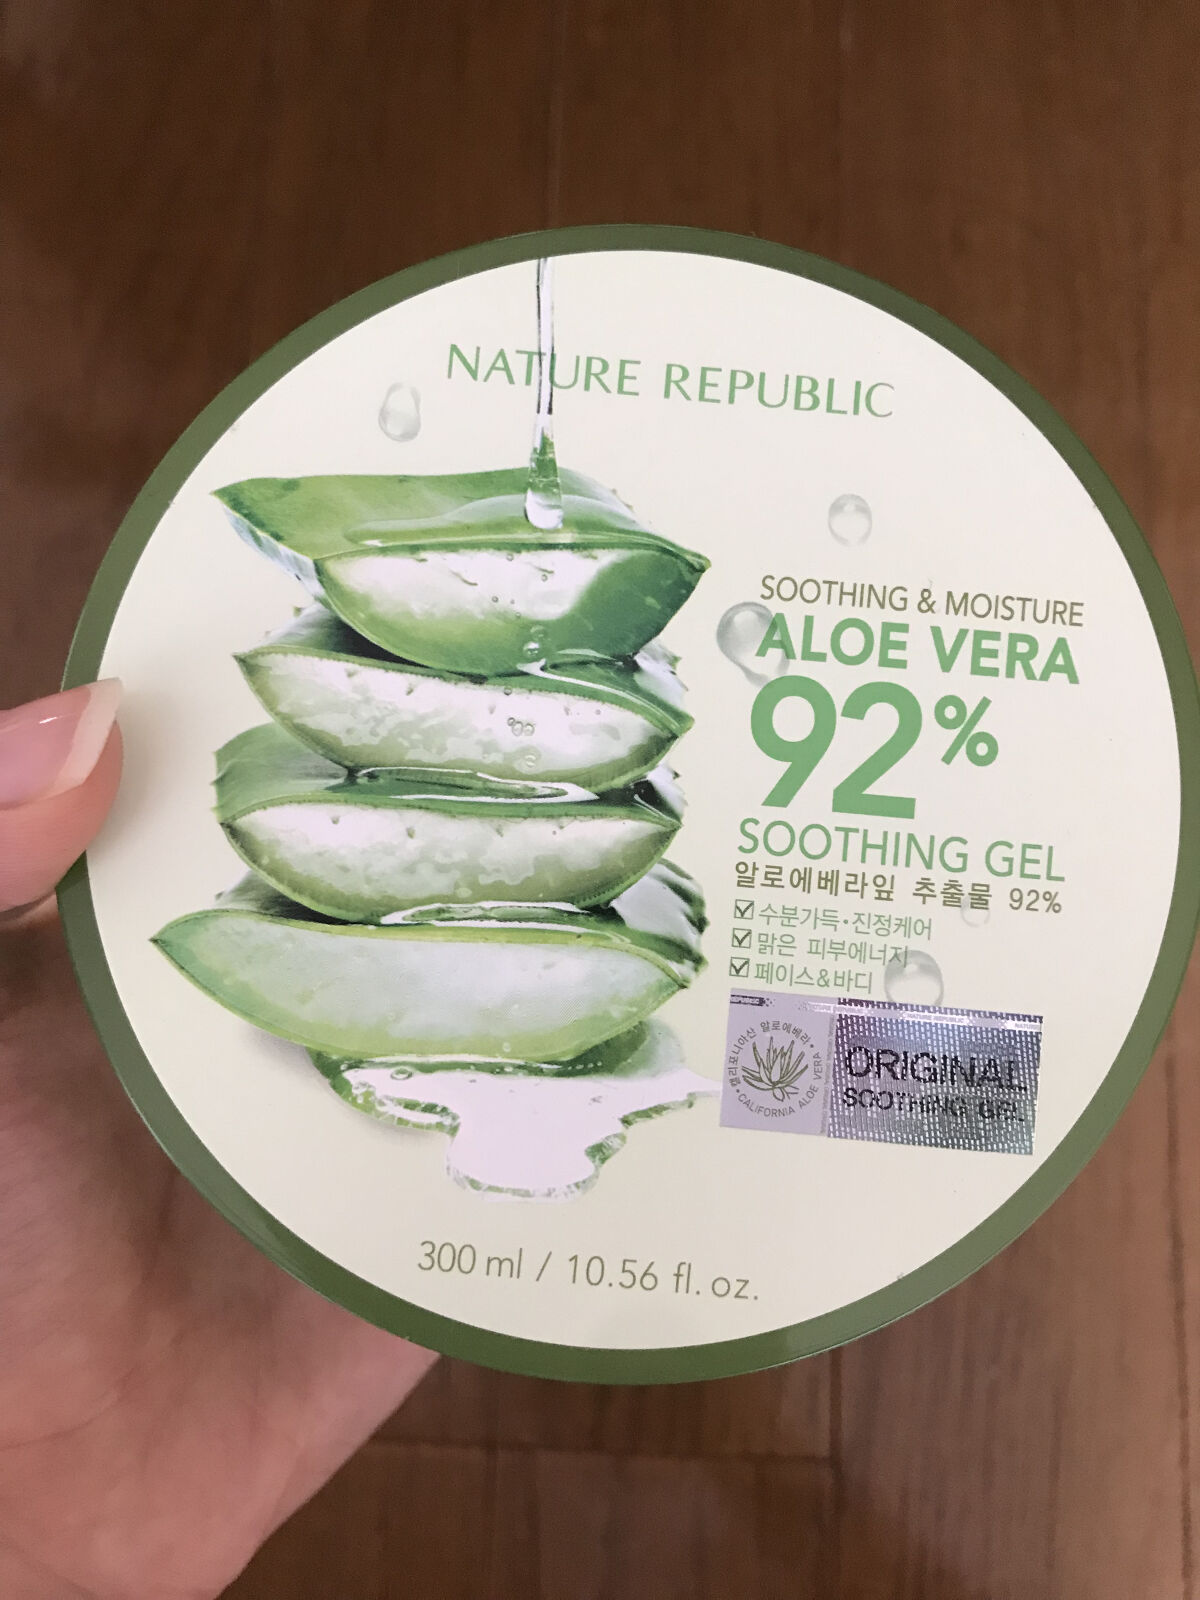 NATURE REPUBLIC
SOOTHING & MOISTURE
ALOE VERA
92%
SOOTHING GEL
알로에베라잎 추출물 92%
수분가득·진정케어
맑은 피부에너지
페이스&바디
REPUBLIC
NATURE REPUBLIC
캘리포니아산 알로에베라
CALIFORNIA ALOE VERA
ORIGINAL
SOOTHING GEL
300 ml / 10.56 fl. oz.